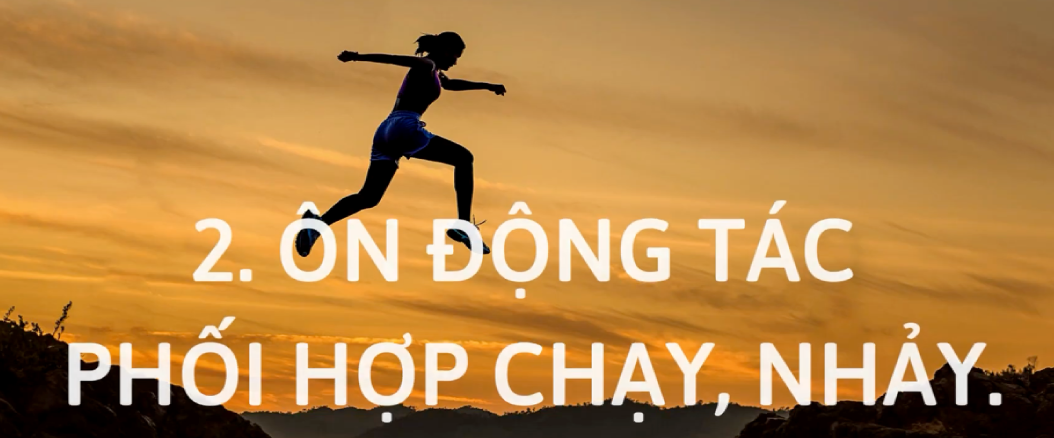 2. ÔN ĐỘNG TÁC
PHỐI HỢP CHẠY, NHẢY.